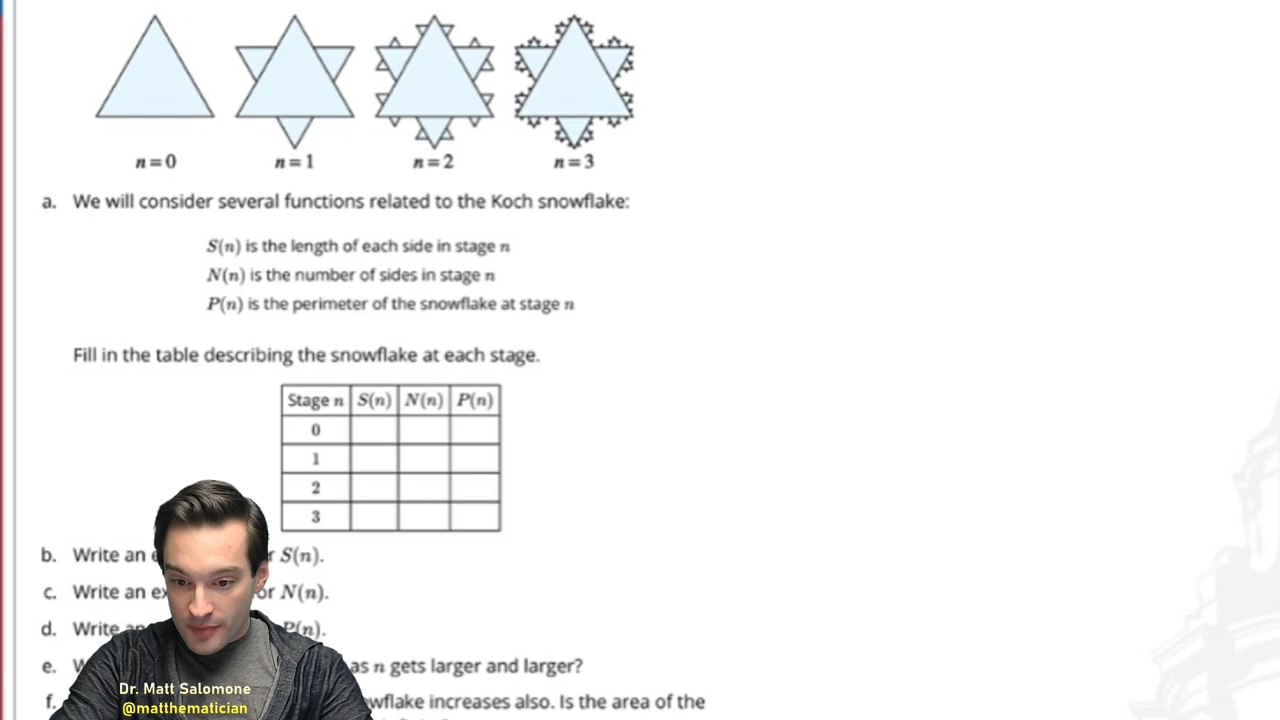 n = 0 n = 1 n = 2 n = 3
a. We will consider several functions related to the Koch snowflake:
S(n) is the length of each side in stage n
N(n) is the number of sides in stage n
P(n) is the perimeter of the snowflake at stage n
Fill in the table describing the snowflake at each stage.
Stage n S(n) N(n) P(n)
0
1
2
3
b. Write an S(n).
c. Write an or N(n).
d. Write P(n).
e. as n gets larger and larger?
f. increases also. Is the area of the
Dr. Matt Salomone
@matthematician